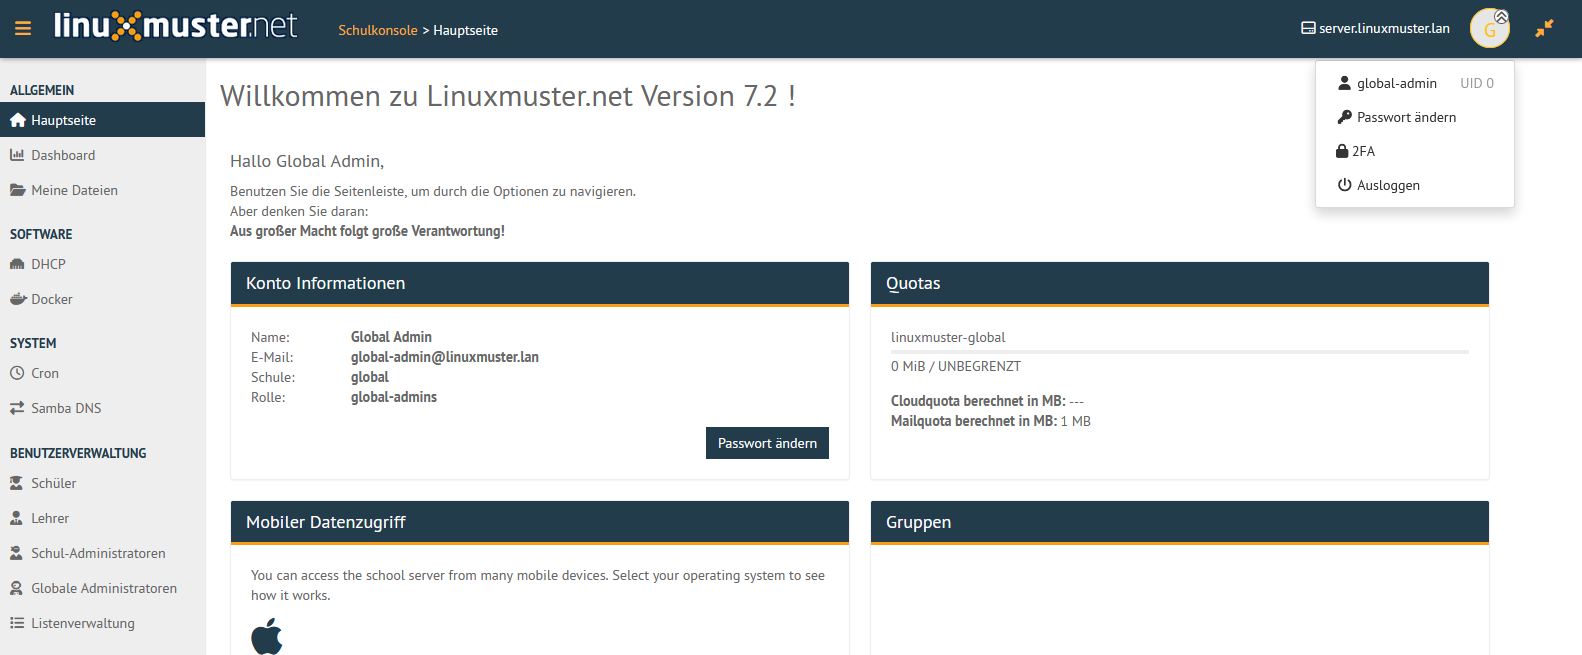 linuxmuster.net
Schulkonsole > Hauptseite
server.linuxmuster.lan
G
global-admin UID 0
Passwort ändern
2FA
Ausloggen
ALLGEMEIN
Hauptseite
Dashboard
Meine Dateien
SOFTWARE
DHCP
Docker
SYSTEM
Cron
Samba DNS
BENUTZERVERWALTUNG
Schüler
Lehrer
Schul-Administratoren
Globale Administratoren
Listenverwaltung
Willkommen zu Linuxmuster.net Version 7.2 !
Hallo Global Admin,
Benutzen Sie die Seitenleiste, um durch die Optionen zu navigieren.
Aber denken Sie daran:
Aus großer Macht folgt große Verantwortung!
Konto Informationen
Name: Global Admin
E-Mail: global-admin@linuxmuster.lan
Schule: global
Rolle: global-admins
Passwort ändern
Quotas
linuxmuster-global
0 MiB / UNBEGRENZT
Cloudquota berechnet in MB: ---
Mailquota berechnet in MB: 1 MB
Mobiler Datenzugriff
You can access the school server from many mobile devices. Select your operating system to see
how it works.
Gruppen